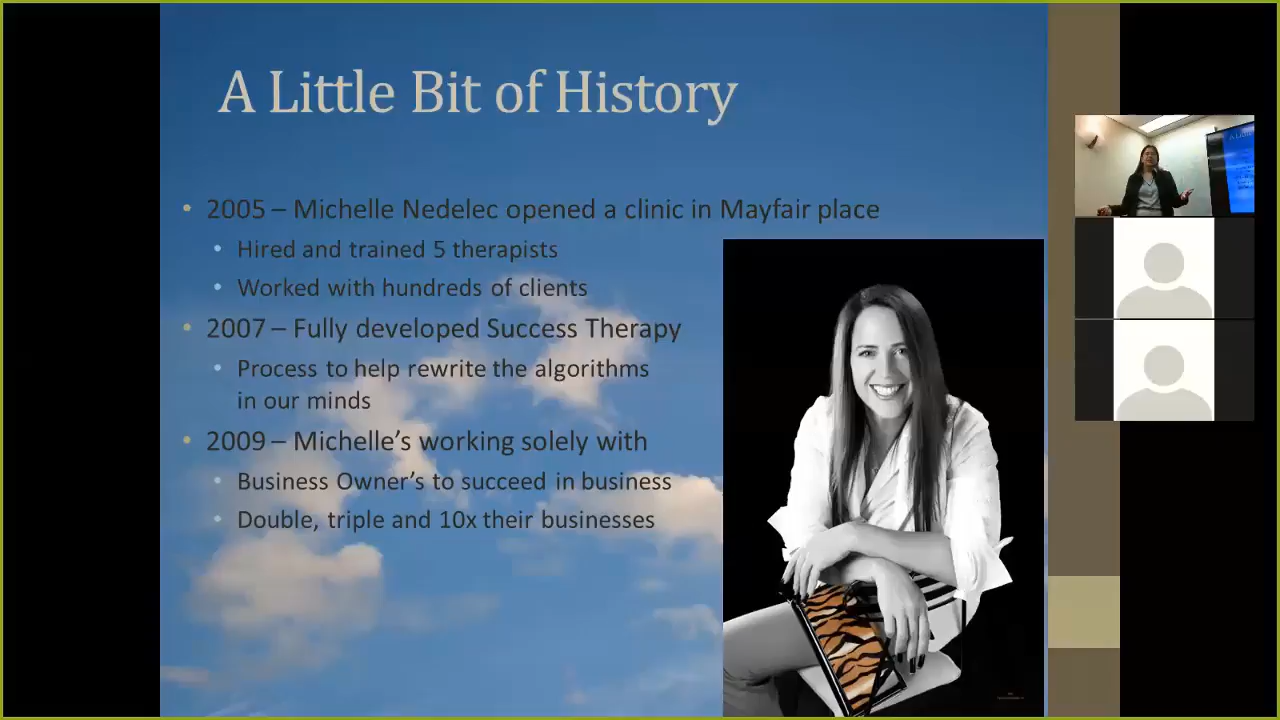 A Little Bit of History
• 2005 – Michelle Nedelec opened a clinic in Mayfair place
• Hired and trained 5 therapists
• Worked with hundreds of clients
• 2007 – Fully developed Success Therapy
• Process to help rewrite the algorithms
in our minds
• 2009 – Michelle’s working solely with
• Business Owner’s to succeed in business
• Double, triple and 10x their businesses